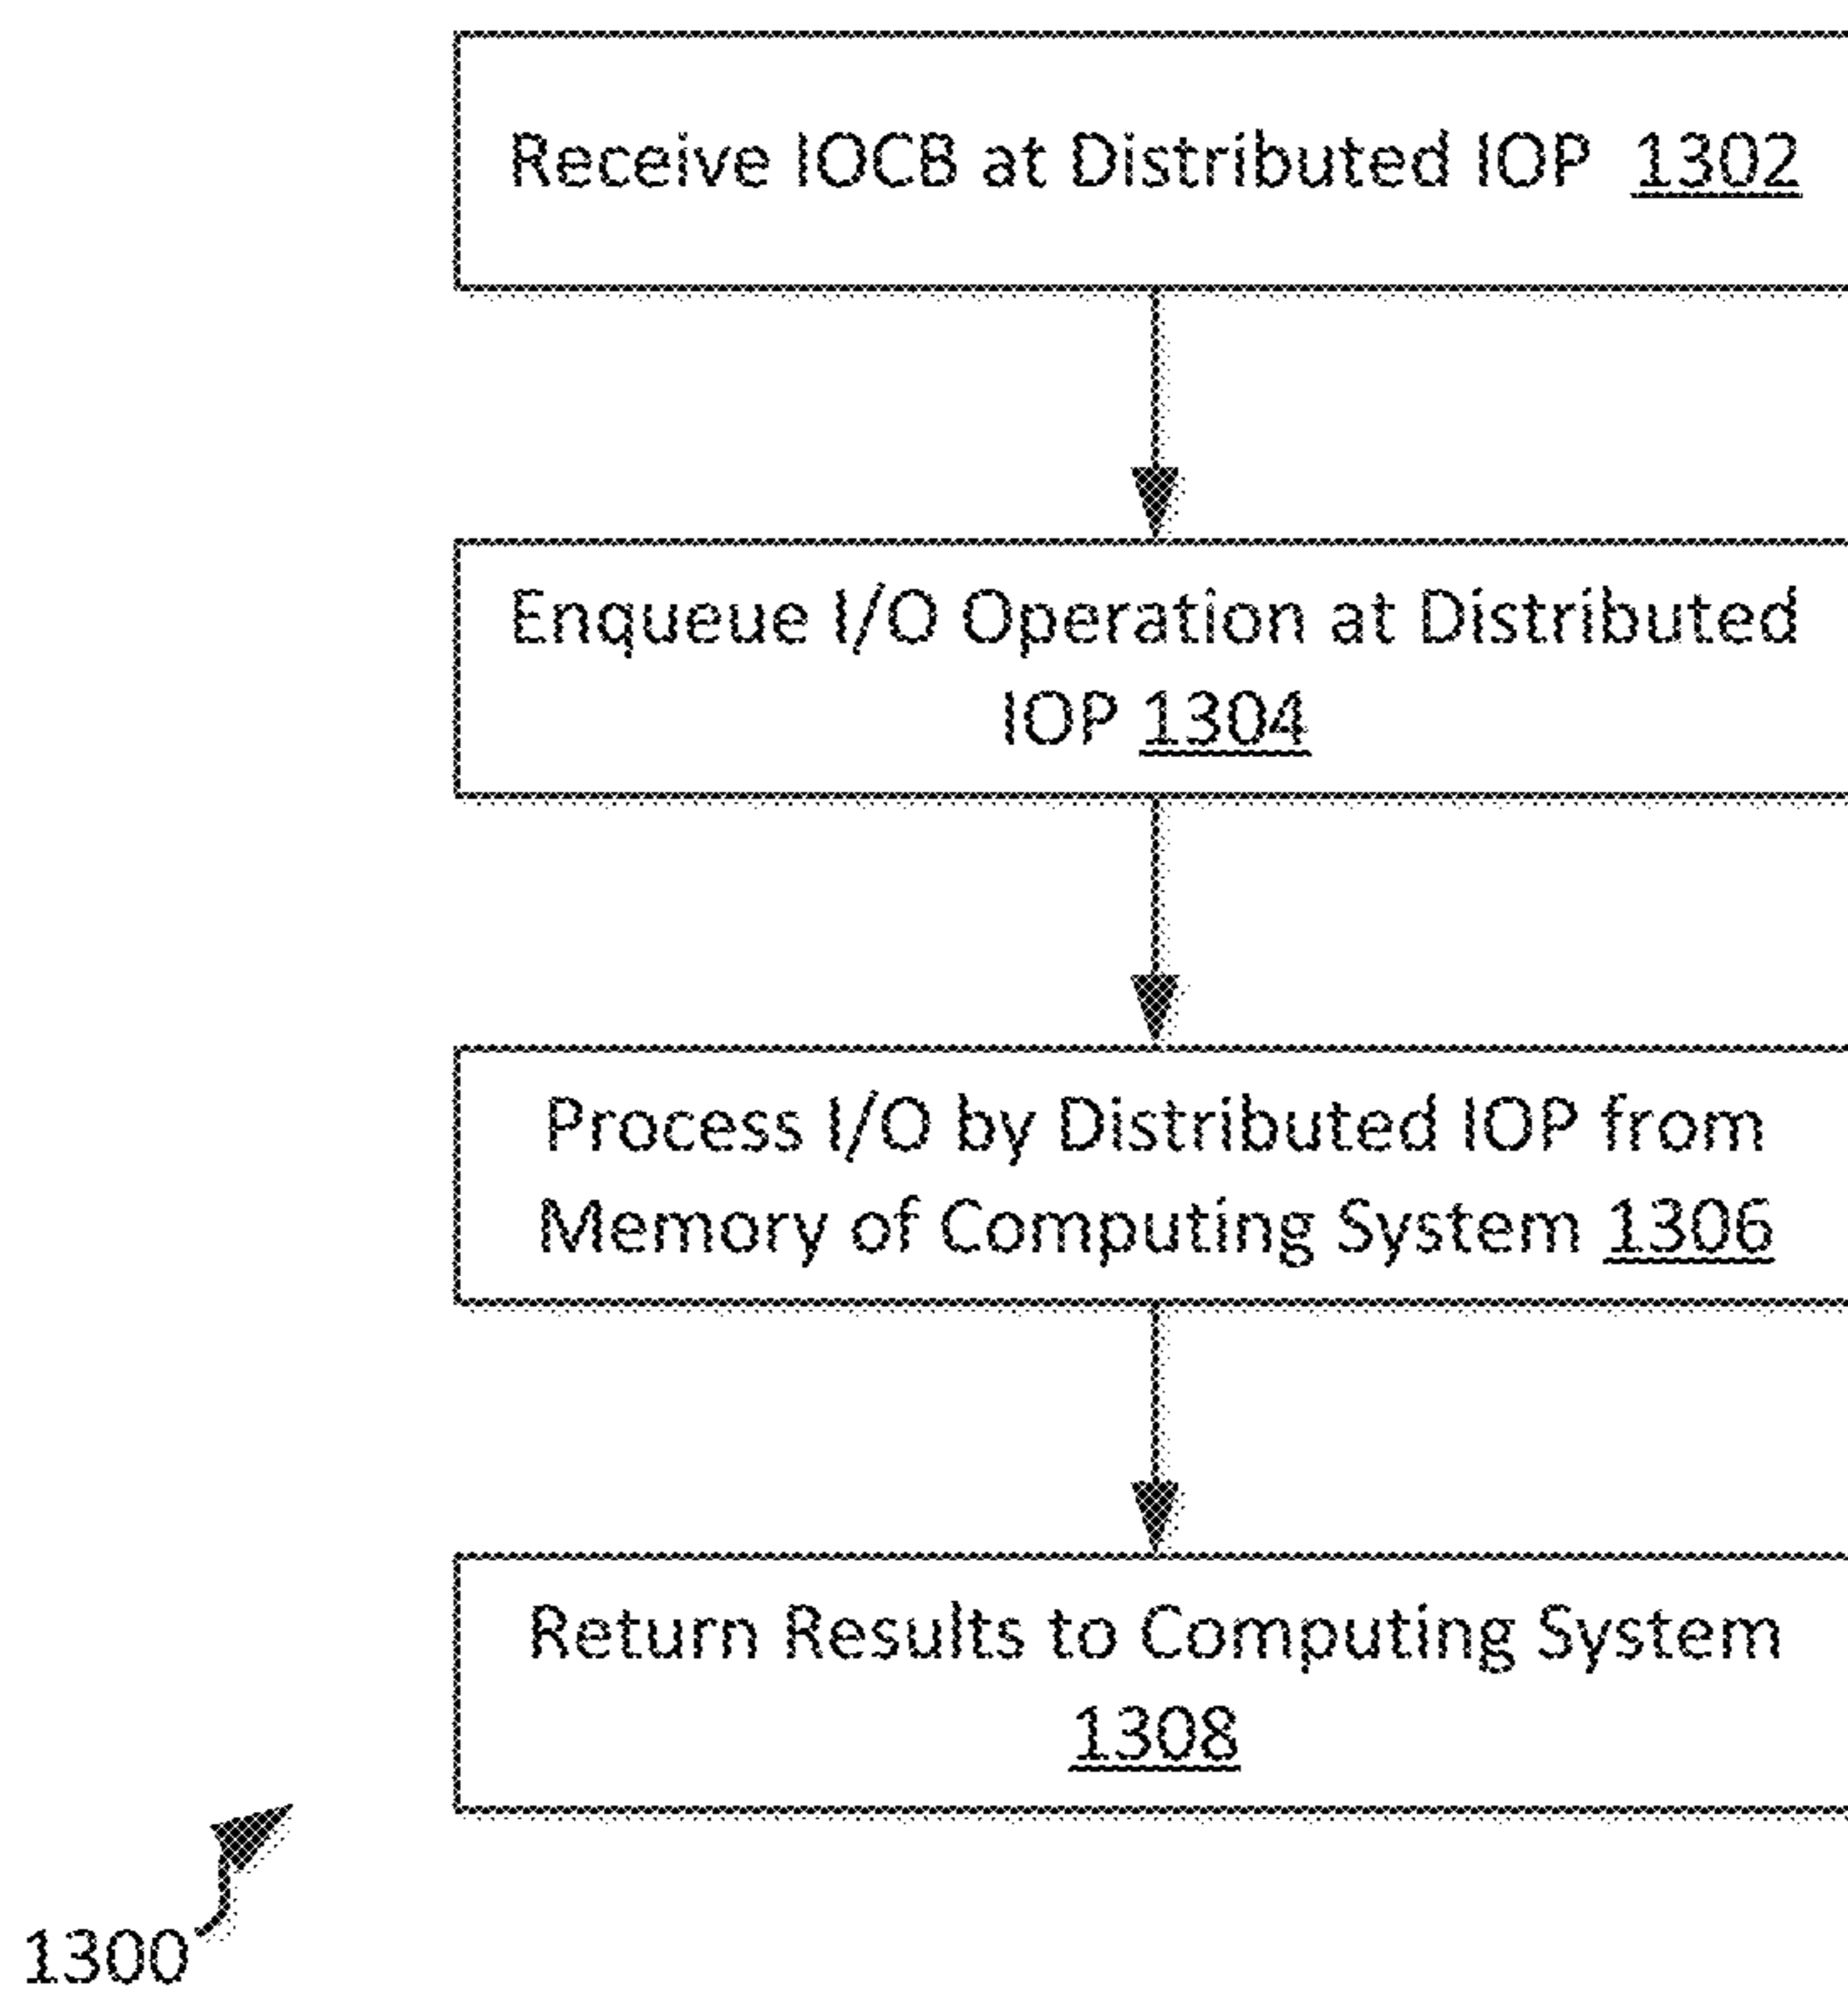 Receive IOCB at Distributed IOP 1302
Enqueue I/O Operation at Distributed
IOP 1304
Process I/O by Distributed IOP from
Memory of Computing System 1306
Return Results to Computing System
1308
1300